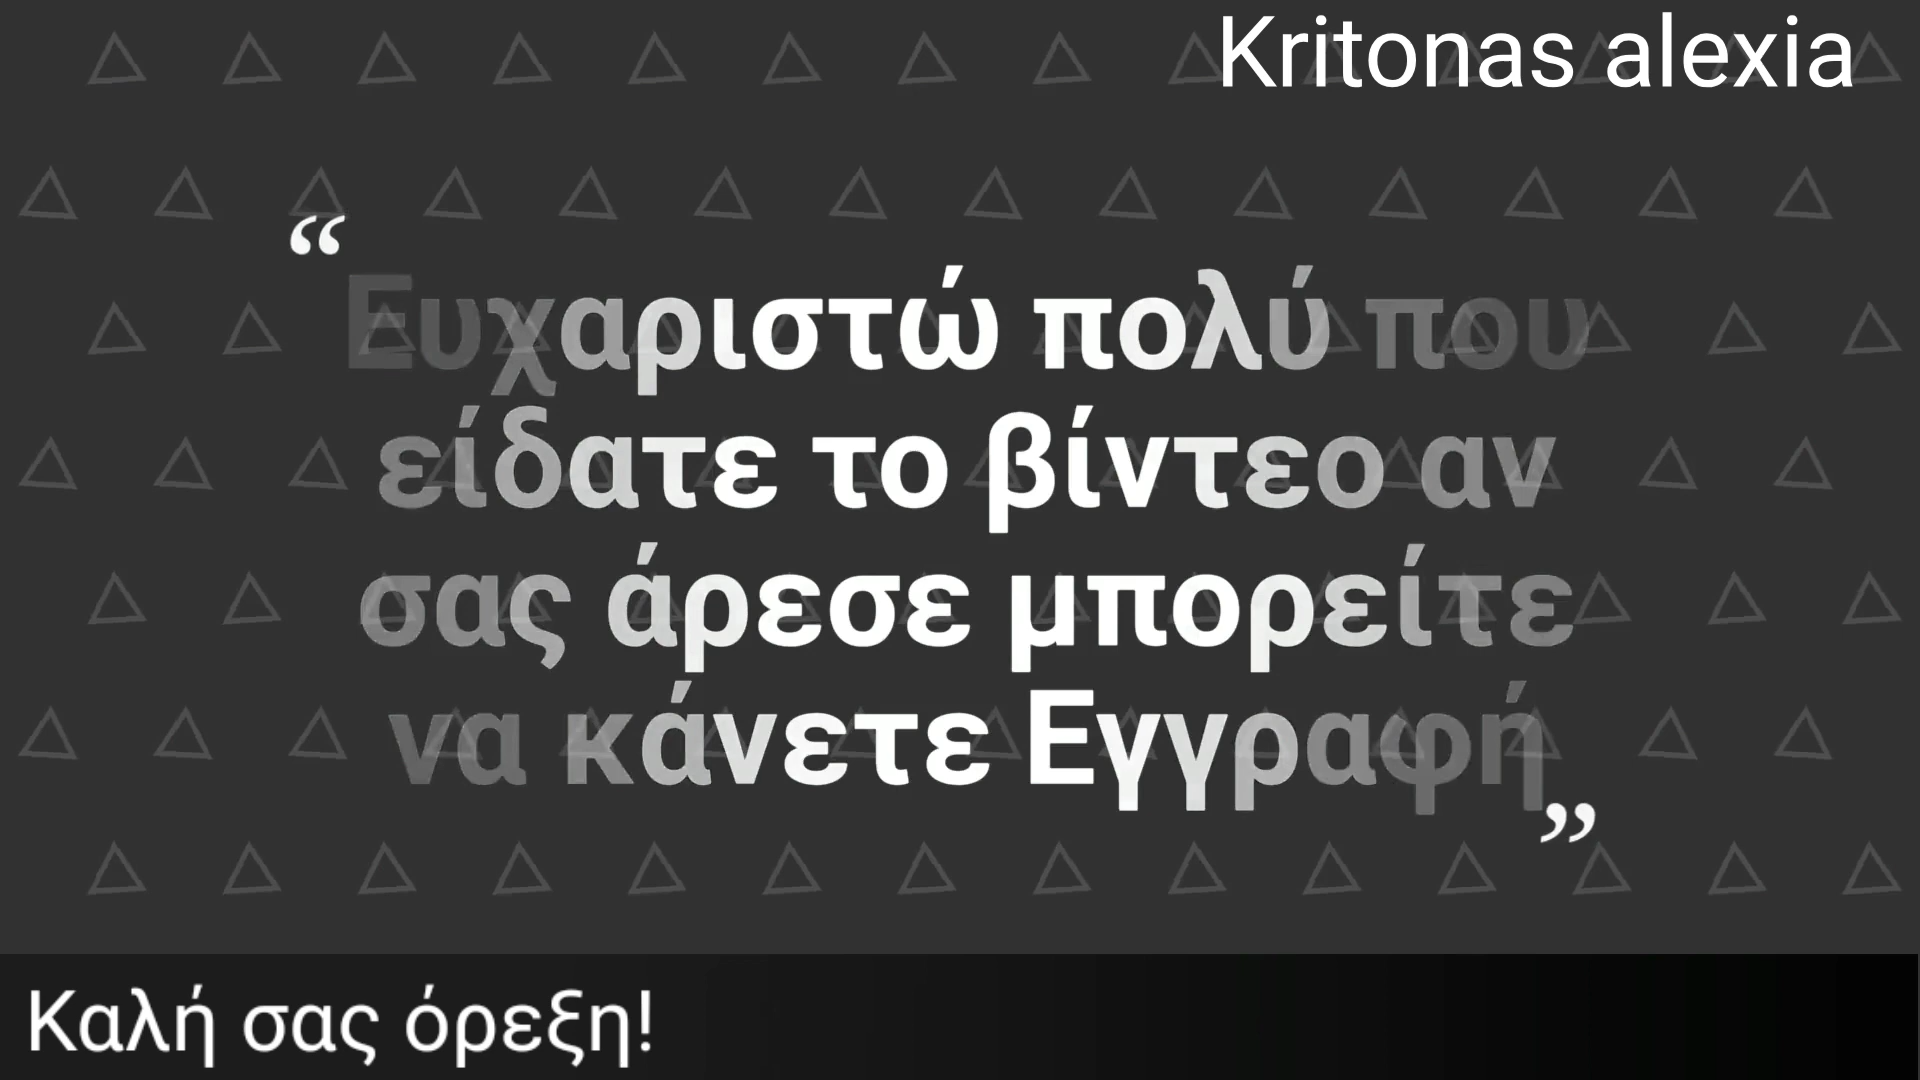 Kritonas alexia
“Ευχαριστώ πολύ που
είδατε το βίντεο αν
σας άρεσε μπορείτε
να κάνετε Εγγραφή”
Καλή σας όρεξη!